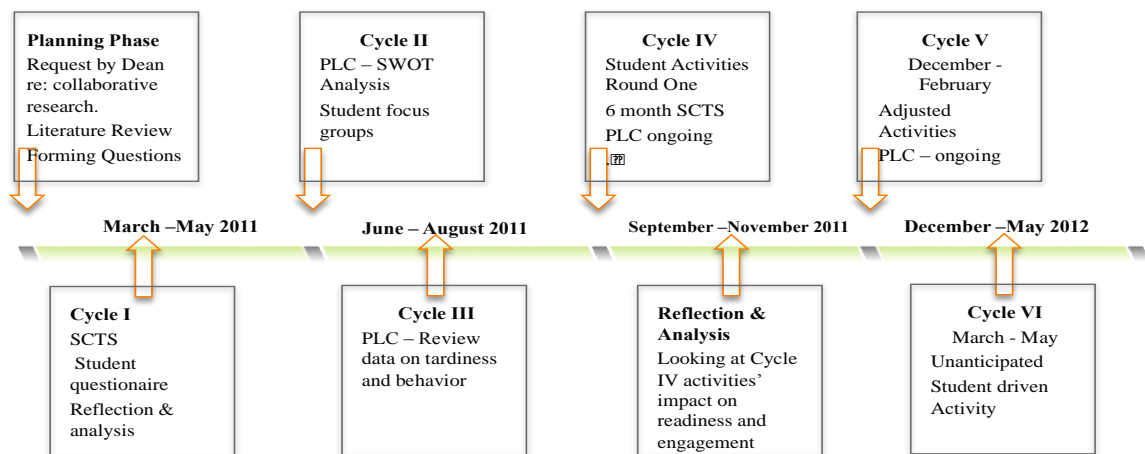 Planning Phase
Request by Dean
re: collaborative
research.
Literature Review
Forming Questions
Cycle II
PLC – SWOT
Analysis
Student focus
groups
Cycle IV
Student Activities
Round One
6 month SCTS
PLC ongoing
Cycle V
December -
February
Adjusted
Activities
PLC – ongoing
March –May 2011
June – August 2011
September –November 2011
December –May 2012
Cycle I
SCTS
Student
questionaire
Reflection &
analysis
Cycle III
PLC – Review
data on tardiness
and behavior
Reflection &
Analysis
Looking at Cycle
IV activities’
impact on
readiness and
engagement
Cycle VI
March - May
Unanticipated
Student driven
Activity